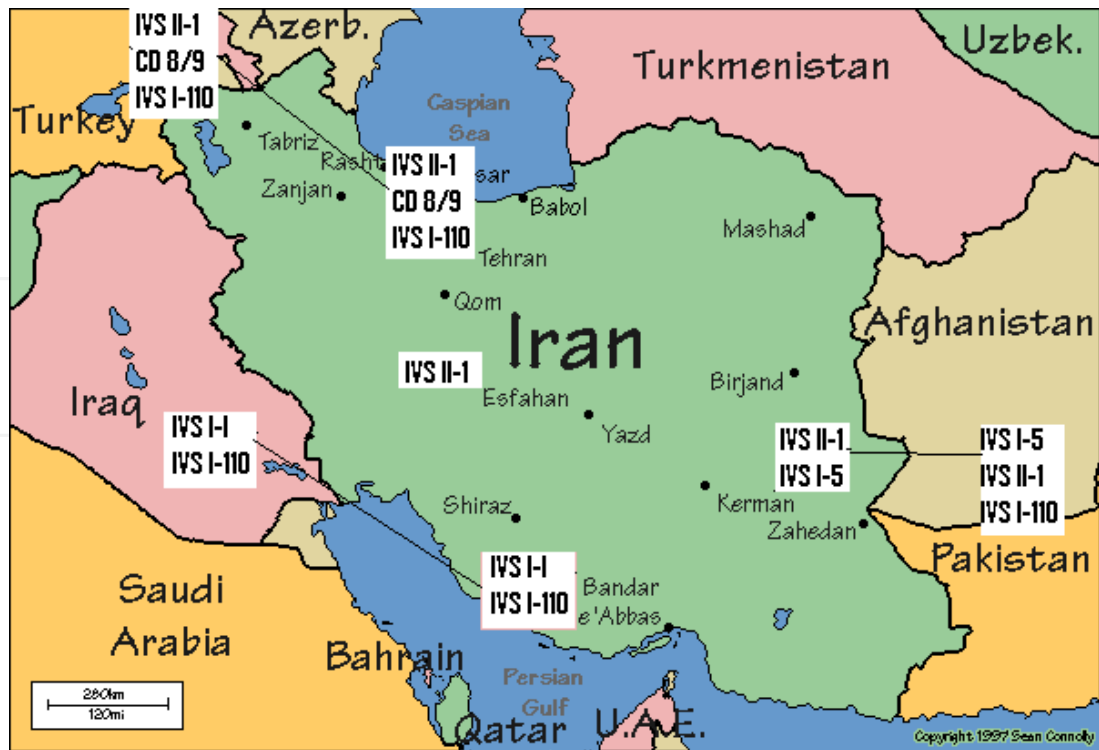 IVS II-1
CD 8/9
IVS I-110
Azerb.
Uzbek.
Turkmenistan
Turkey
Caspian
Sea
Tabriz
Rasht
IVS II-1
CD 8/9
IVS I-110
sar
Zanjan
Babol
Mashad
Tehran
Qom
Iran
Afghanistan
IVS II-1
Esfahan
Birjand
Iraq
Yazd
IVS I-I
IVS I-110
IVS II-1
IVS I-5
IVS I-5
IVS II-1
IVS I-110
Shiraz
Kerman
Zahedan
Pakistan
IVS I-I
IVS I-110
Bandar
e'Abbas
Saudi
Arabia
Bahrain
Persian
Gulf
Qatar
U.A.E.
280km
120mi
Copyright 1997 Sean Connolly